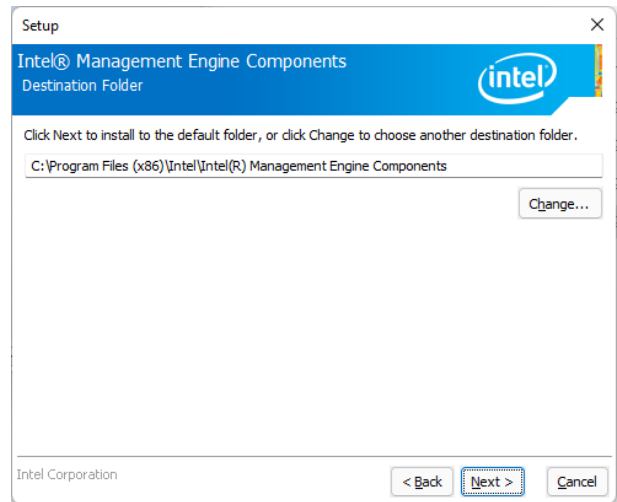 Setup
Intel® Management Engine Components
Destination Folder
intel
Click Next to install to the default folder, or click Change to choose another destination folder.
C:\Program Files (x86)\Intel\Intel(R) Management Engine Components
Change...
Intel Corporation
< Back Next > Cancel